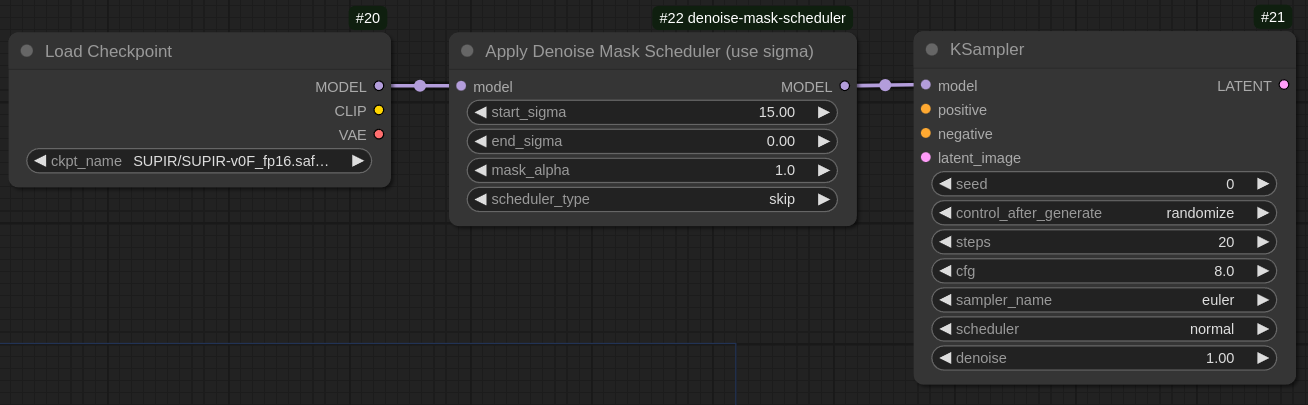 #20
Load Checkpoint
MODEL
CLIP
VAE
ckpt_name SUPIR/SUPIR-v0F_fp16.saf…
#22 denoise-mask-scheduler
Apply Denoise Mask Scheduler (use sigma)
model MODEL
start_sigma 15.00
end_sigma 0.00
mask_alpha 1.0
scheduler_type skip
#21
KSampler
model LATENT
positive
negative
latent_image
seed 0
control_after_generate randomize
steps 20
cfg 8.0
sampler_name euler
scheduler normal
denoise 1.00